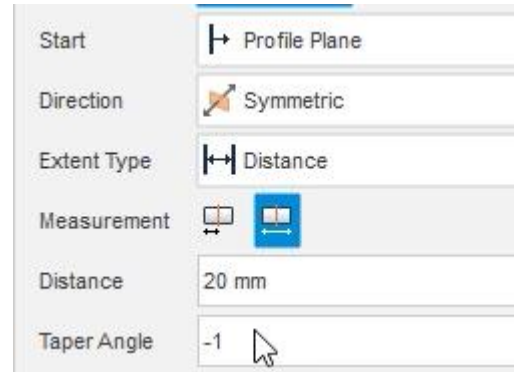 Start Profile Plane
Direction Symmetric
Extent Type Distance
Measurement
Distance 20 mm
Taper Angle -1